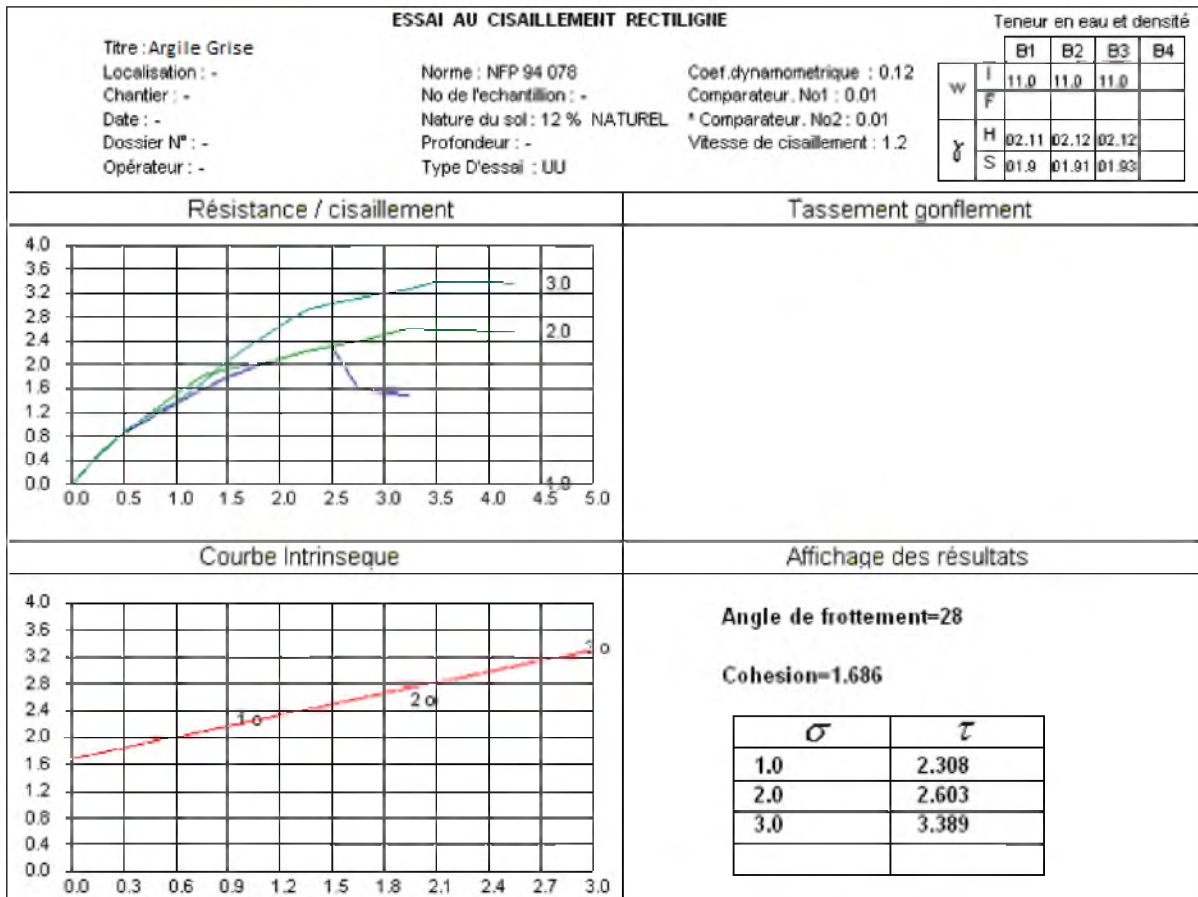 ESSAI AU CISAILLEMENT RECTILIGNE
Titre : Argile Grise
Localisation : -
Chantier : -
Date : -
Dossier N° : -
Opérateur : -
Norme : NFP 94 078
No de l'echantillion : -
Nature du sol : 12 % NATUREL
Profondeur : -
Type D'essai : UU
Coef.dynamometrique : 0.12
Comparateur. No1 : 0.01
* Comparateur. No2 : 0.01
Vitesse de cisaillement : 1.2
Teneur en eau et densité
B1 B2 B3 B4
W I 11.0 11.0 11.0
F
γ H 02.11 02.12 02.12
S 01.9 01.91 01.93
Résistance / cisaillement
4.0
3.6
3.2
2.8
2.4
2.0
1.6
1.2
0.8
0.4
0.0
0.0 0.5 1.0 1.5 2.0 2.5 3.0 3.5 4.0 4.5 5.0
3.0
2.0
1.0
Tassement gonflement
Courbe Intrinseque
4.0
3.6
3.2
2.8
2.4
2.0
1.6
1.2
0.8
0.4
0.0
0.0 0.3 0.6 0.9 1.2 1.5 1.8 2.1 2.4 2.7 3.0
1 o
2 o
3 o
Affichage des résultats
Angle de frottement=28
Cohesion=1.686
σ τ
1.0 2.308
2.0 2.603
3.0 3.389